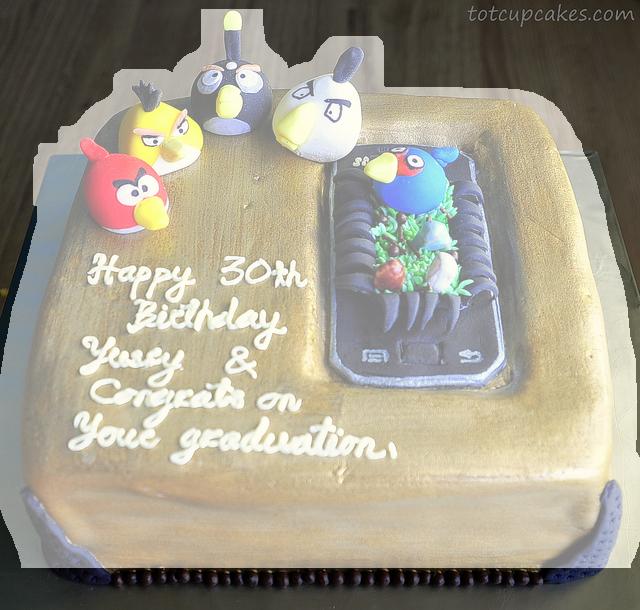 totcupcakes.com
Happy 30th
Birthday
&
Congrats on
Your graduation.